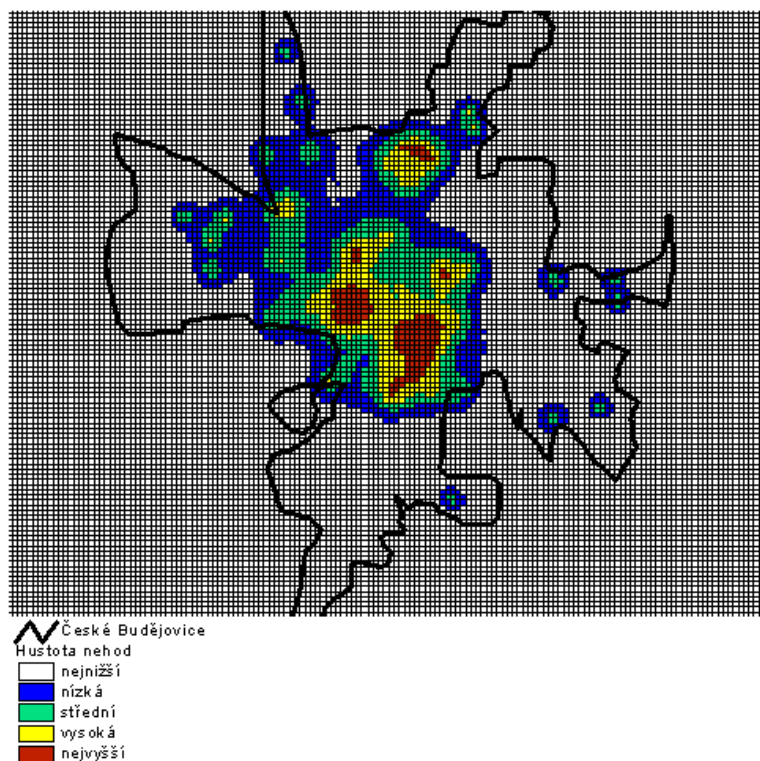 České Budějovice
Hustota nehod
nejnižší
nízká
střední
vysoká
nejvyšší